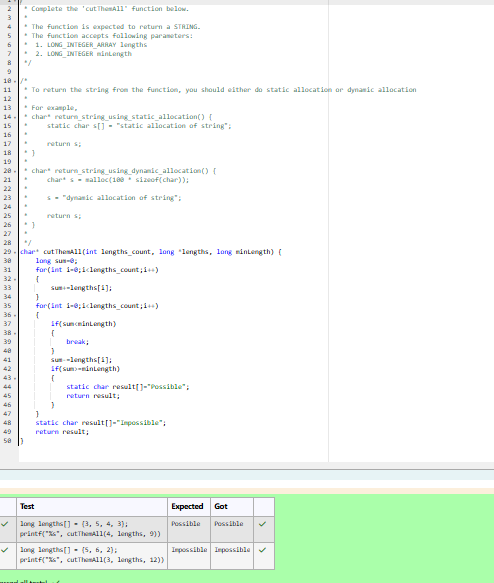 1 /
2 * Complete the 'cutThemAll' function below.
3 *
4 * The function is expected to return a STRING.
5 * The function accepts following parameters:
6 * 1. LONG_INTEGER_ARRAY lengths
7 * 2. LONG_INTEGER minLength
8 */
9
10 /*
11 * To return the string from the function, you should either do static allocation or dynamic allocation
12 *
13 * For example,
14 * char* return_string_using_static_allocation() {
15 *     static char s[] = "static allocation of string";
16 *
17 *     return s;
18 * }
19 *
20 * char* return_string_using_dynamic_allocation() {
21 *     char* s = malloc(100 * sizeof(char));
22 *
23 *     s = "dynamic allocation of string";
24 *
25 *     return s;
26 * }
27 *
28 */
29 char* cutThemAll(int lengths_count, long *lengths, long minLength) {
30     long sum=0;
31     for(int i=0;i<lengths_count;i++)
32     {
33         sum+=lengths[i];
34     }
35     for(int i=0;i<lengths_count;i++)
36     {
37         if(sum<minLength)
38         {
39             break;
40         }
41         sum-=lengths[i];
42         if(sum>=minLength)
43         {
44             static char result[]="Possible";
45             return result;
46         }
47     }
48     static char result[]="Impossible";
49     return result;
50 }
Test Expected Got
long lengths[] = {3, 5, 4, 3}; Possible Possible
printf("%s", cutThemAll(4, lengths, 9))
long lengths[] = {5, 6, 2}; Impossible Impossible
printf("%s", cutThemAll(3, lengths, 12))